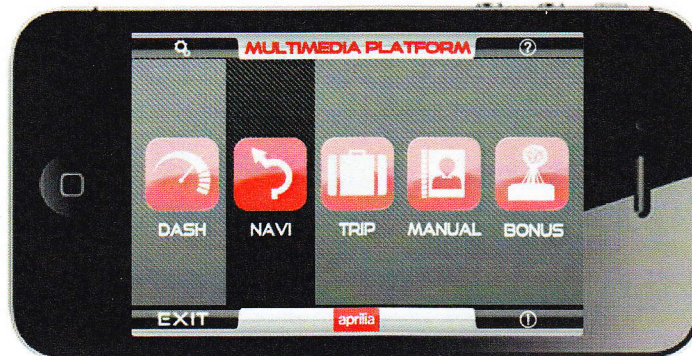 MULTIMEDIA PLATFORM
?
DASH
NAVI
TRIP
MANUAL
BONUS
EXIT
aprilia
!